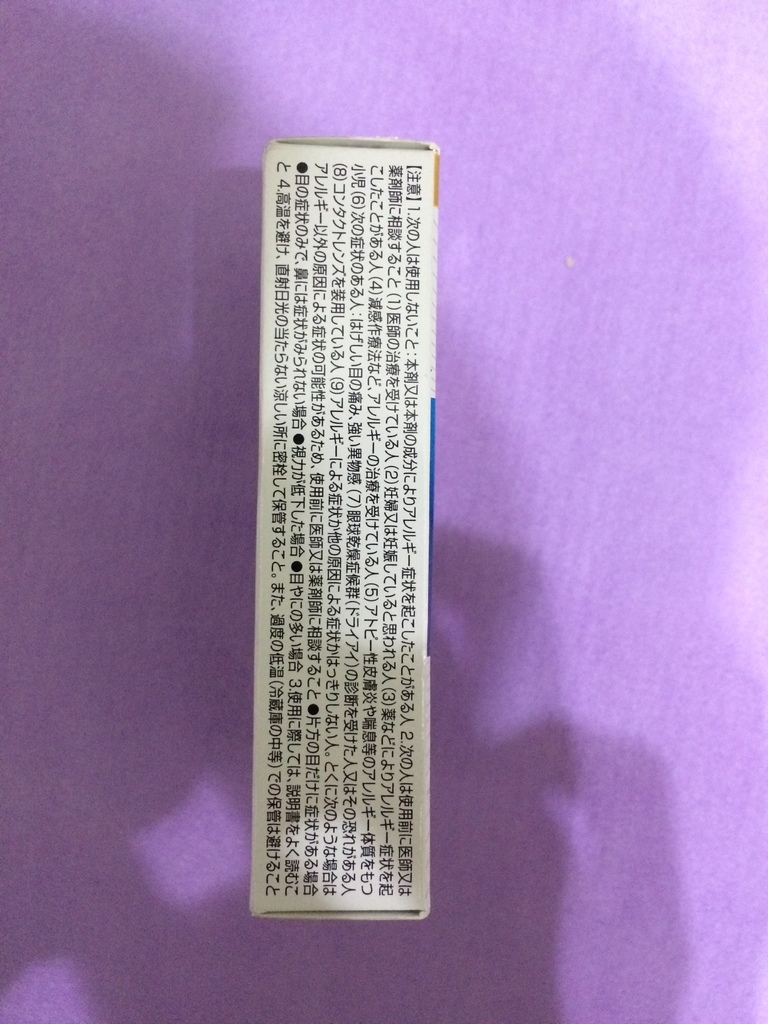 【注意】1.次の人は使用しないこと：本剤又は本剤の成分によりアレルギー症状を起こしたことがある人 2.次の人は使用前に医師又は
薬剤師に相談すること (1)医師の治療を受けている人 (2)妊婦又は妊娠していると思われる人 (3)薬などによりアレルギー症状を起
こしたことがある人 (4)減感作療法など、アレルギーの治療を受けている人 (5)アトピー性皮膚炎や喘息等のアレルギー体質をもつ
小児 (6)次の症状のある人：はげしい目の痛み、強い異物感 (7)眼球乾燥症候群(ドライアイ)の診断を受けた人又はその恐れがある人
(8)コンタクトレンズを装用している人 (9)アレルギーによる症状か他の原因による症状かはっきりしない人。とくに次のような場合は
アレルギー以外の原因による症状の可能性があるため、使用前に医師又は薬剤師に相談すること ●片方の目だけに症状がある場合
●目の症状のみで、鼻には症状がみられない場合 ●視力が低下した場合 ●目やにの多い場合 3.使用に際しては、説明書をよく読むこ
と 4.高温を避け、直射日光の当たらない涼しい所に密栓して保管すること。また、過度の低温(冷蔵庫の中等)での保管は避けること